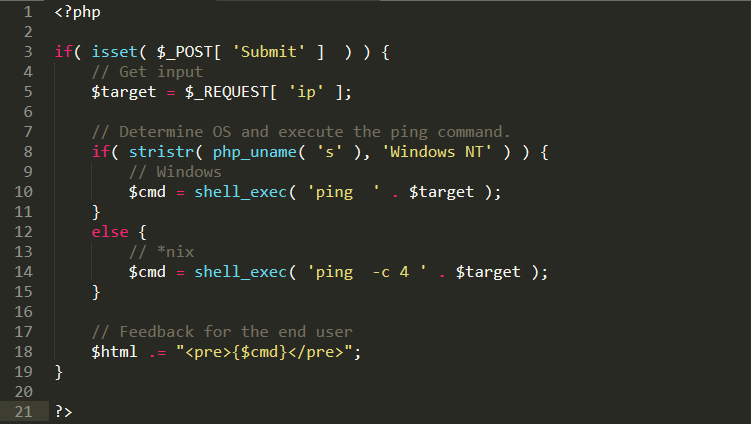 1 <?php
2
3 if( isset( $_POST[ 'Submit' ]  ) ) {
4     // Get input
5     $target = $_REQUEST[ 'ip' ];
6
7     // Determine OS and execute the ping command.
8     if( stristr( php_uname( 's' ), 'Windows NT' ) ) {
9         // Windows
10         $cmd = shell_exec( 'ping  ' . $target );
11     }
12     else {
13         // *nix
14         $cmd = shell_exec( 'ping  -c 4 ' . $target );
15     }
16
17     // Feedback for the end user
18     $html .= "<pre>{$cmd}</pre>";
19 }
20
21 ?>